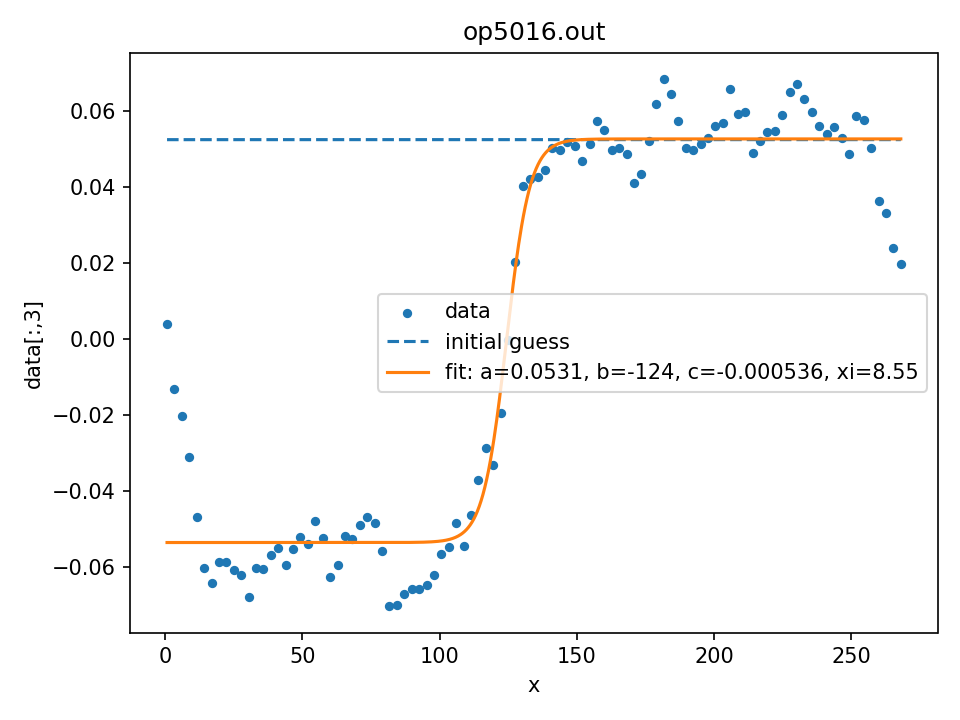 op5016.out
0.06
0.04
0.02
0.00
−0.02
−0.04
−0.06
data[:,3]
data
initial guess
fit: a=0.0531, b=-124, c=-0.000536, xi=8.55
0 50 100 150 200 250
x